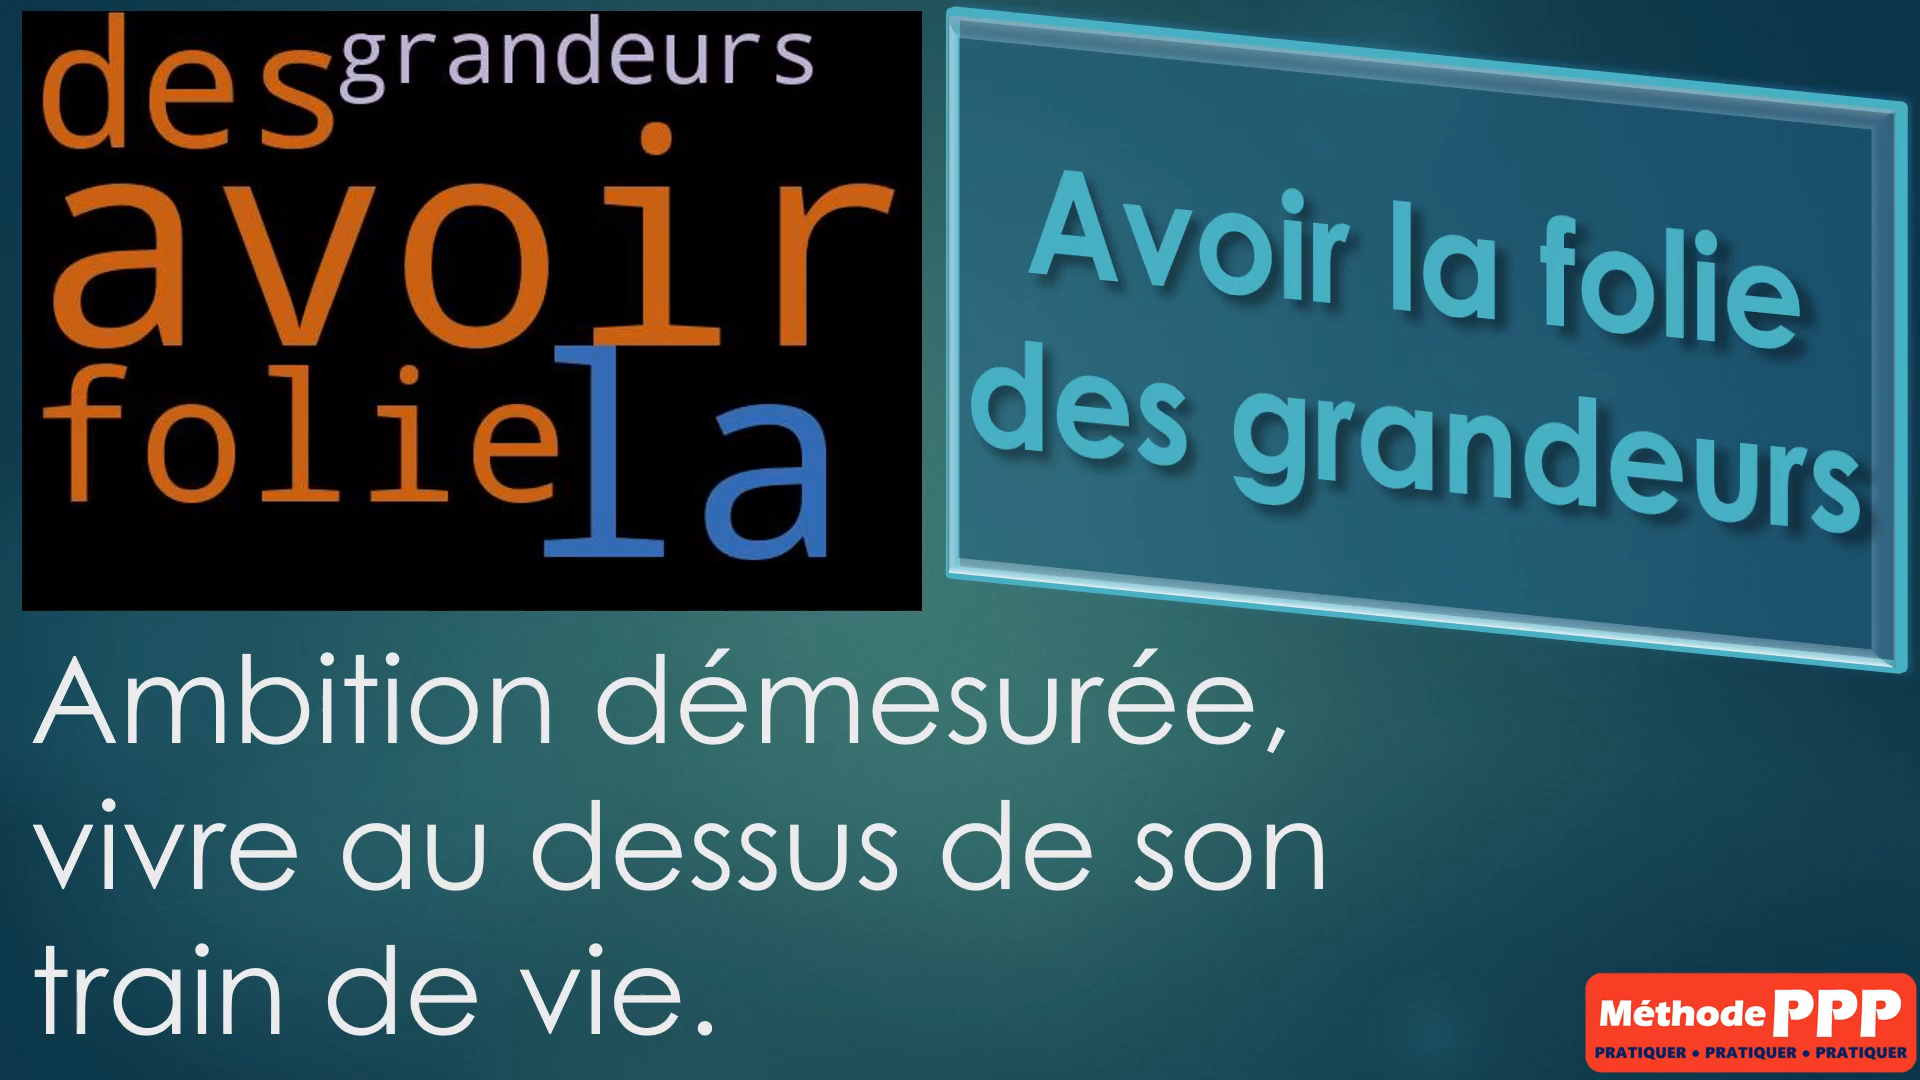 des grandeurs
avoir
folie la
Avoir la folie
des grandeurs
Ambition démesurée,
vivre au dessus de son
train de vie.
Méthode PPP
PRATIQUER • PRATIQUER • PRATIQUER